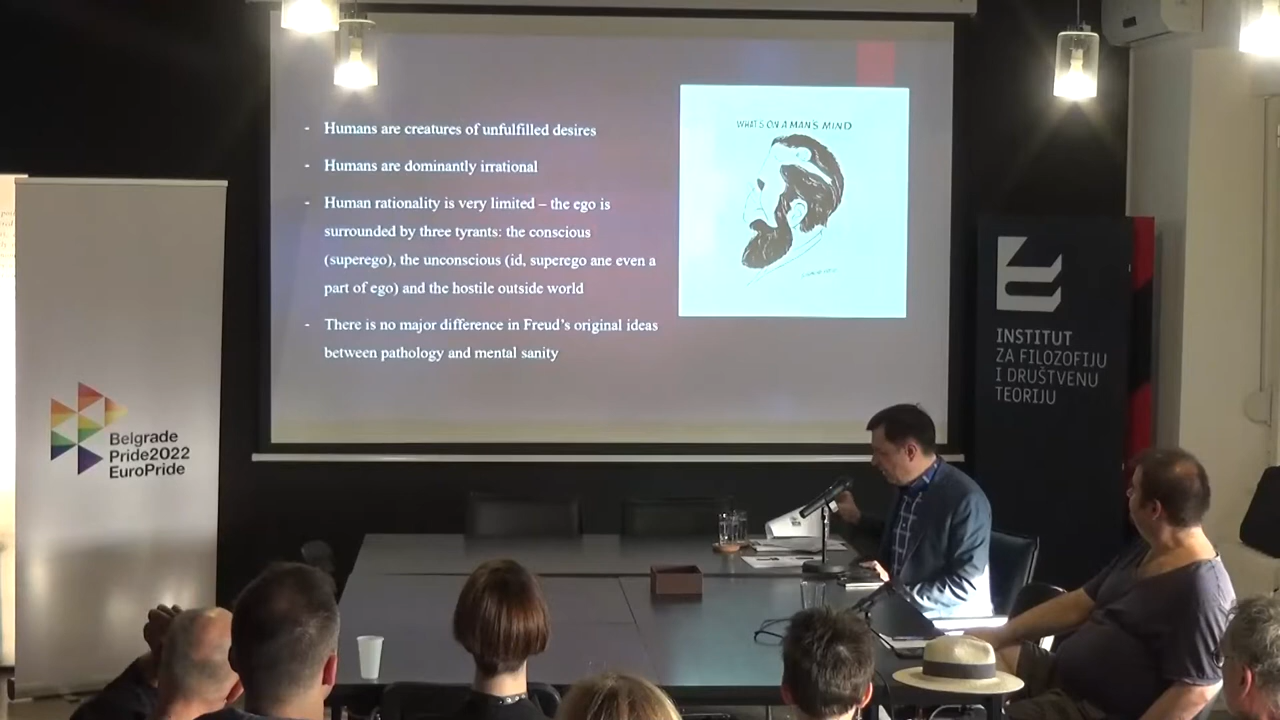 - Humans are creatures of unfulfilled desires
- Humans are dominantly irrational
- Human rationality is very limited – the ego is
surrounded by three tyrants: the conscious
(superego), the unconscious (id, superego ane even a
part of ego) and the hostile outside world
- There is no major difference in Freud's original ideas
between pathology and mental sanity
WHAT'S ON A MAN'S MIND
Belgrade
Pride2022
EuroPride
INSTITUT
ZA FILOZOFIJU
I DRUŠTVENU
TEORIJU